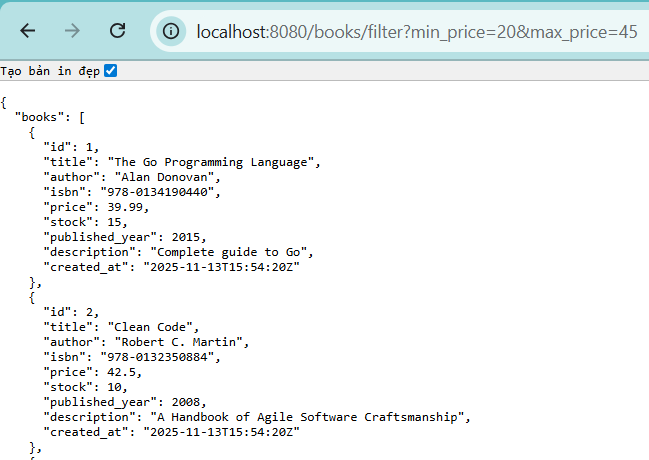 localhost:8080/books/filter?min_price=20&max_price=45
Tạo bản in đẹp
{
  "books": [
    {
      "id": 1,
      "title": "The Go Programming Language",
      "author": "Alan Donovan",
      "isbn": "978-0134190440",
      "price": 39.99,
      "stock": 15,
      "published_year": 2015,
      "description": "Complete guide to Go",
      "created_at": "2025-11-13T15:54:20Z"
    },
    {
      "id": 2,
      "title": "Clean Code",
      "author": "Robert C. Martin",
      "isbn": "978-0132350884",
      "price": 42.5,
      "stock": 10,
      "published_year": 2008,
      "description": "A Handbook of Agile Software Craftsmanship",
      "created_at": "2025-11-13T15:54:20Z"
    },